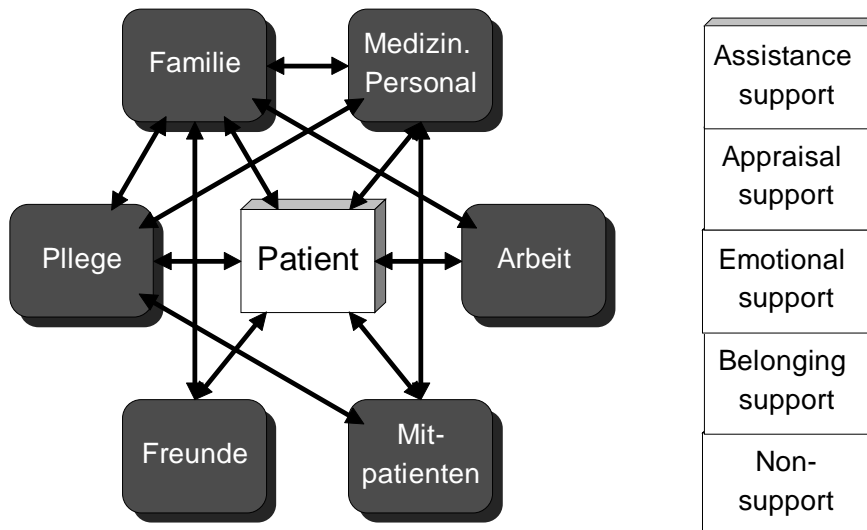 Familie
Medizin.
Personal
Pllege
Patient
Arbeit
Freunde
Mit-
patienten
Assistance
support
Appraisal
support
Emotional
support
Belonging
support
Non-
support